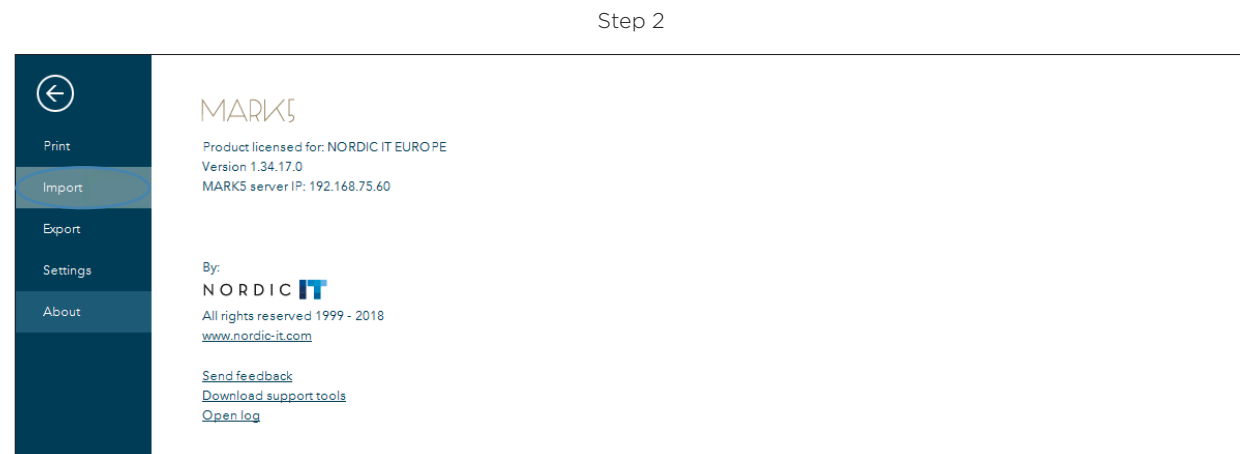 Step 2
Print
Import
Export
Settings
About
MARK5
Product licensed for: NORDIC IT EUROPE
Version 1.34.17.0
MARK5 server IP: 192.168.75.60
By:
NORDIC IT
All rights reserved 1999 - 2018
www.nordic-it.com
Send feedback
Download support tools
Open log